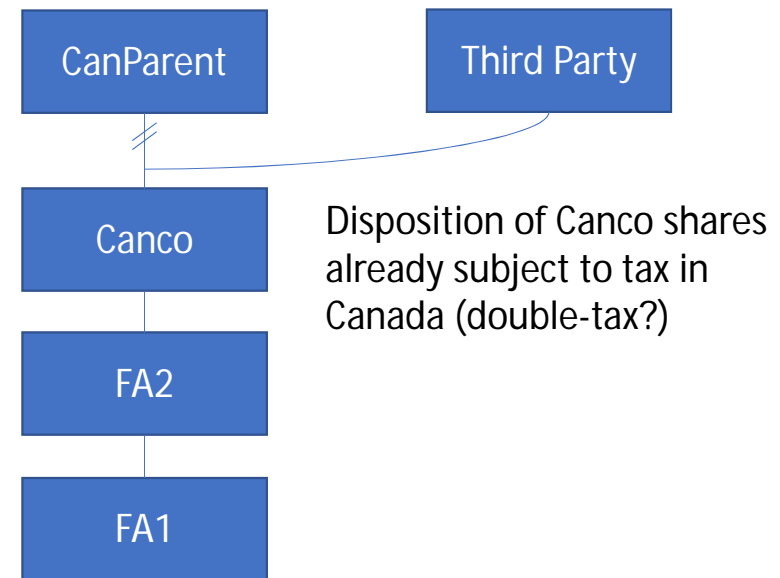 CanParent
Third Party
Canco
Disposition of Canco shares
already subject to tax in
Canada (double-tax?)
FA2
FA1